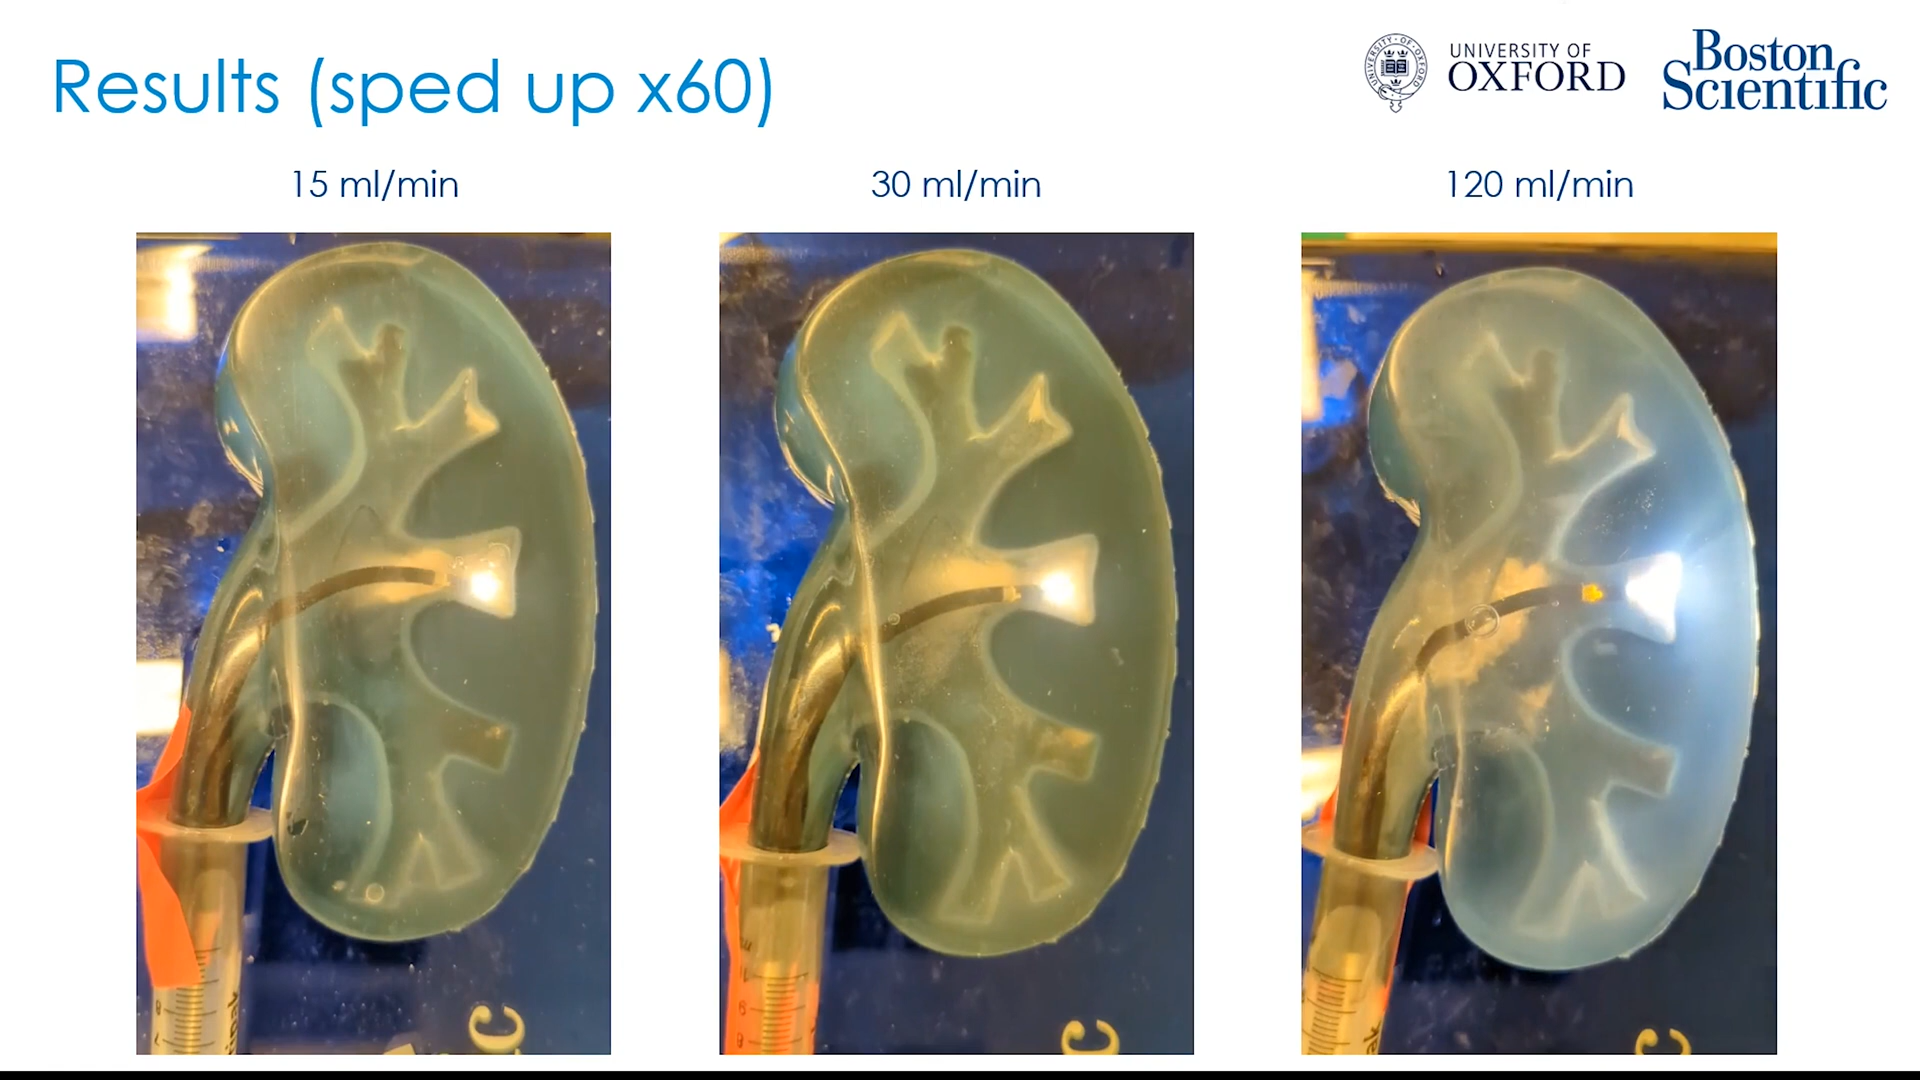 Results (sped up x60)
UNIVERSITY OF
OXFORD
Boston
Scientific
15 ml/min
30 ml/min
120 ml/min